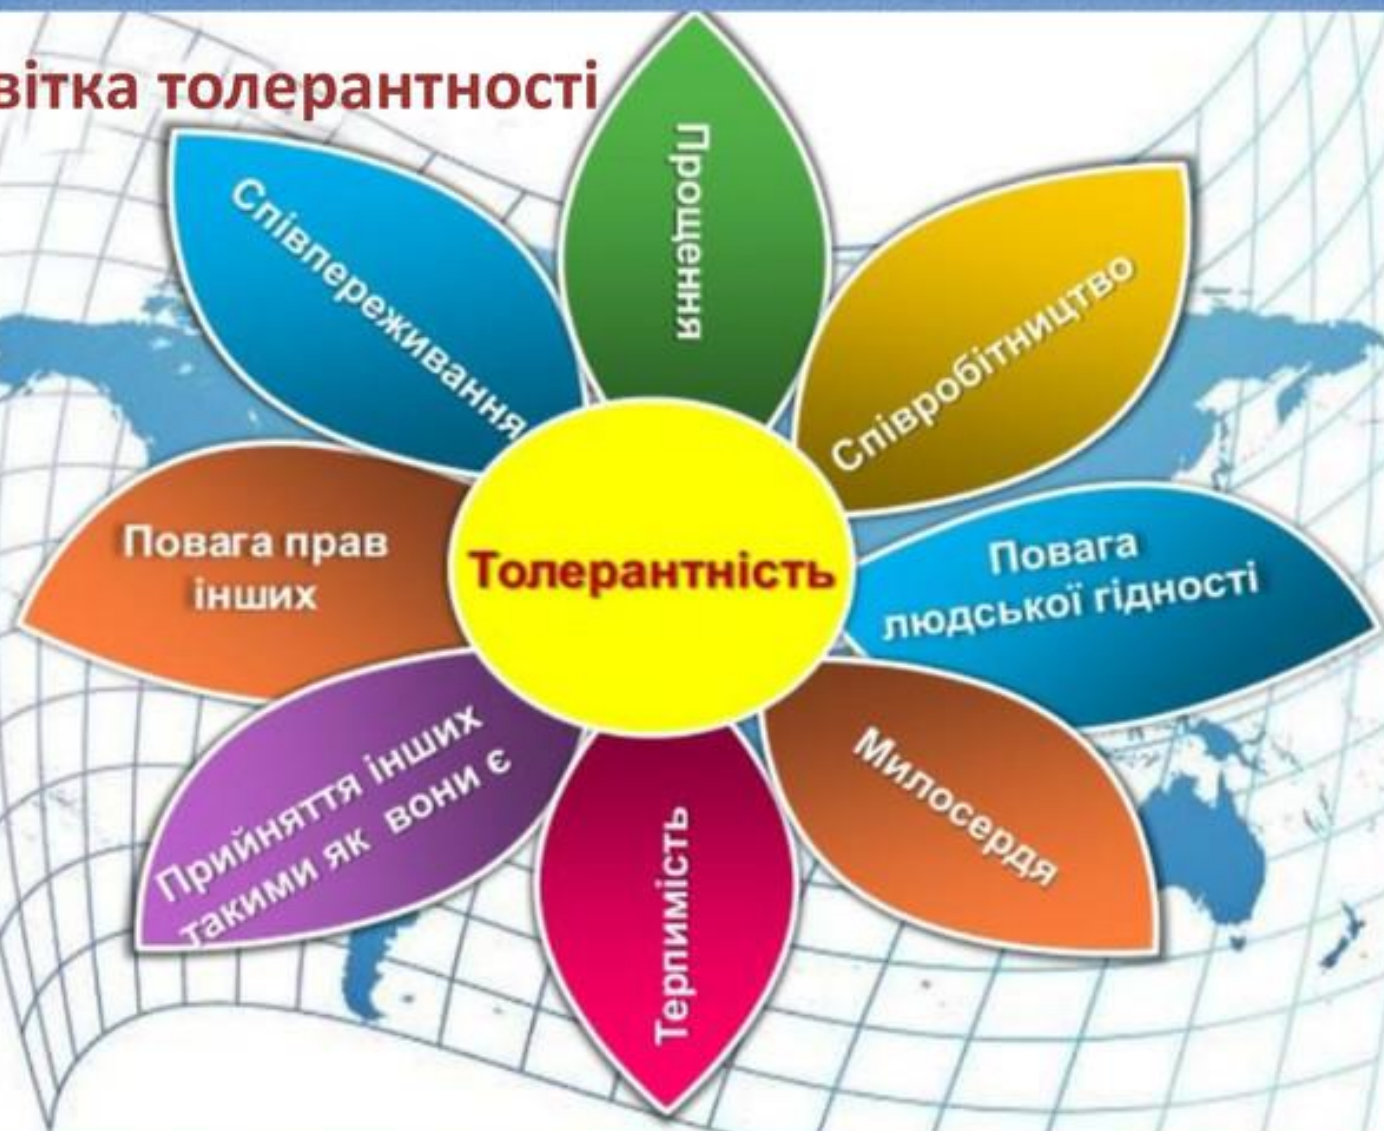 вітка толерантності
Прощення
Співпереживання
Співробітництво
Повага прав
інших
Толерантність
Повага
людської гідності
Прийняття інших
такими як вони є
Милосердя
Терпимість